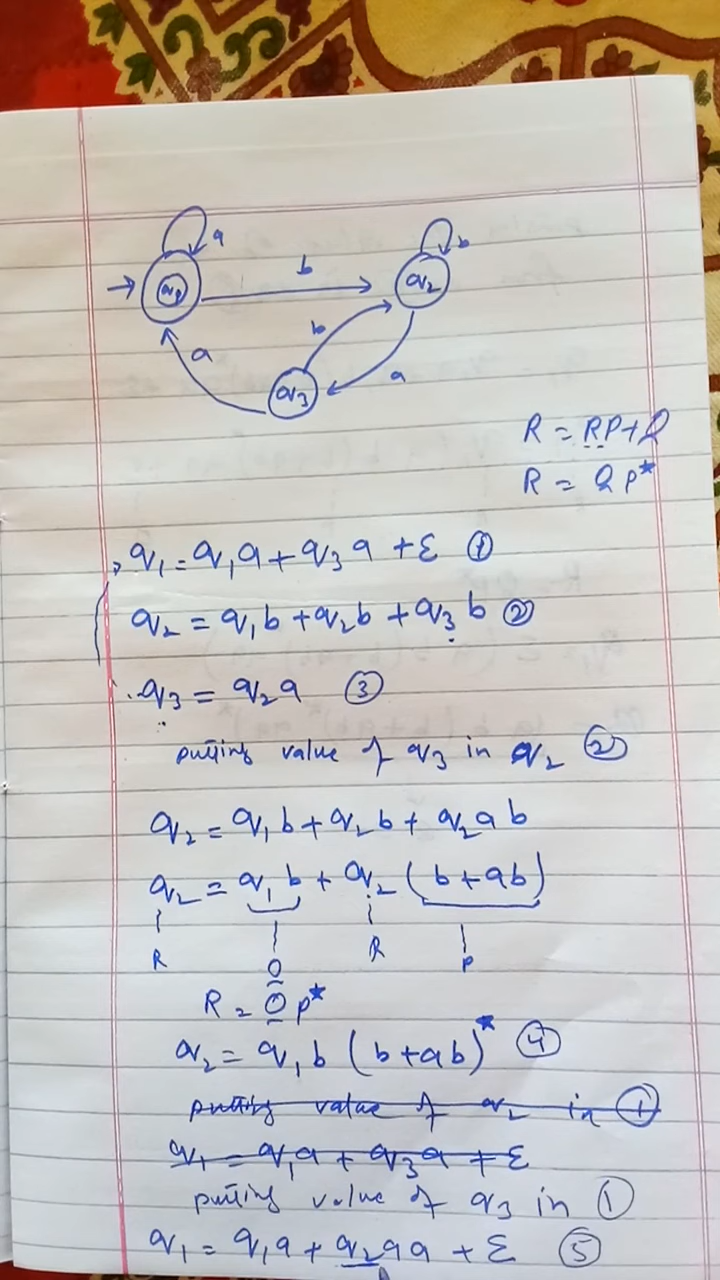 a
b
b
q1
b
q2
a
b
a
q3
R = RP+Q
R = QP*
q1 = q1a + q3a + ε ①
q2 = q1b + q2b + q3b ②
q3 = q2a ③
putting value of q3 in q2 ②
q2 = q1b + q2b + q2ab
q2 = q1b + q2(b+ab)
R Q R P
R = QP*
q2 = q1b (b+ab)* ④
putting value of q2 in ①
q1 = q1a + q3a + ε
putting value of q3 in ①
q1 = q1a + q2aa + ε ⑤